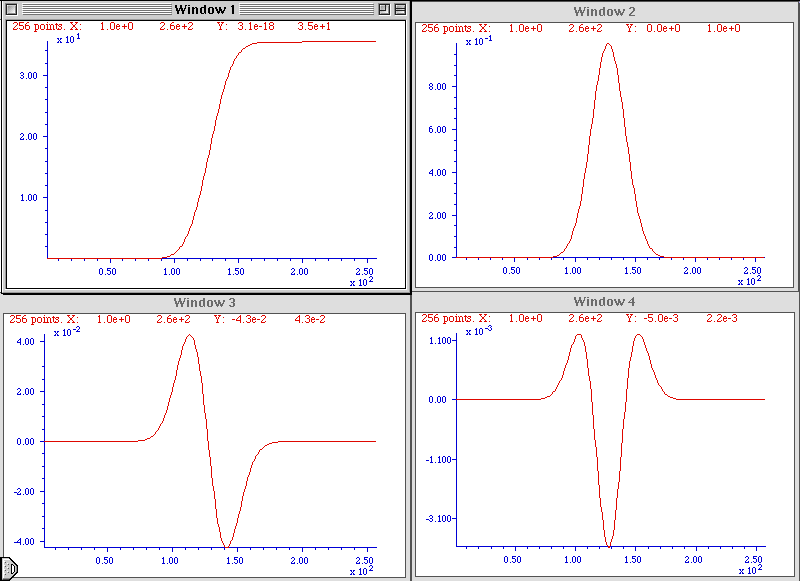 Window 1
256 points. X: 1.0e+0 2.6e+2 Y: 3.1e-18 3.5e+1
x 10 1
3.00
2.00
1.00
0.50 1.00 1.50 2.00 2.50
x 10 2
Window 2
256 points. X: 1.0e+0 2.6e+2 Y: 0.0e+0 1.0e+0
x 10 -1
8.00
6.00
4.00
2.00
0.00
0.50 1.00 1.50 2.00 2.50
x 10 2
Window 3
256 points. X: 1.0e+0 2.6e+2 Y: -4.3e-2 4.3e-2
x 10 -2
4.00
2.00
0.00
-2.00
-4.00
0.50 1.00 1.50 2.00 2.50
x 10 2
Window 4
256 points. X: 1.0e+0 2.6e+2 Y: -5.0e-3 2.2e-3
x 10 -3
1.100
0.00
-1.100
-3.100
0.50 1.00 1.50 2.00 2.50
x 10 2